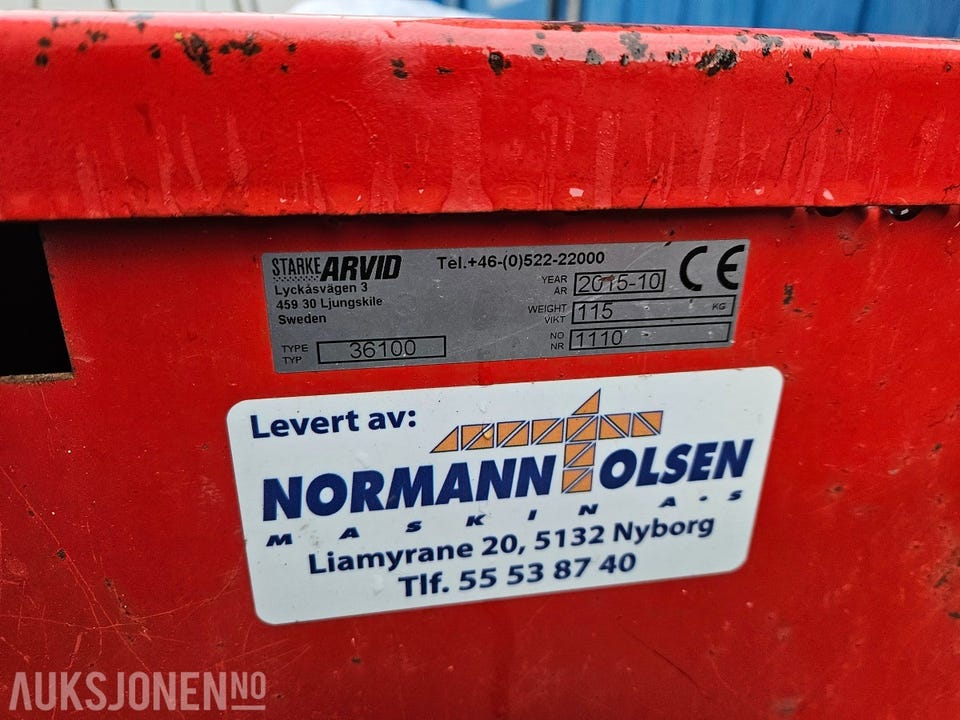 STARKE ARVID
Tel.+46-(0)522-22000
Lyckåsvägen 3
459 30 Ljungskile
Sweden
YEAR
ÅR
2015-10
CE
WEIGHT
VIKT
115
KG
TYPE
TYP
36100
NO
NR
1110
Levert av:
NORMANN OLSEN
MASKIN A·S
Liamyrane 20, 5132 Nyborg
Tlf. 55 53 87 40
AUKSJONEN NO